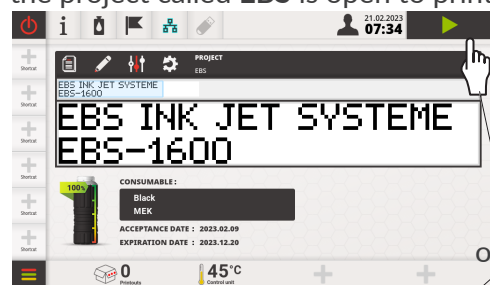 the project called EBS is open to prin
21.02.2023
07:34
Shortcut
PROJECT
EBS
Shortcut
EBS INK JET SYSTEME
EBS-1600
EBS INK JET SYSTEME
EBS-1600
Shortcut
Shortcut
100%
CONSUMABLE :
Black
MEK
Shortcut
ACCEPTANCE DATE : 2023.02.09
EXPIRATION DATE : 2023.12.20
0
Printouts
45°C
Control unit